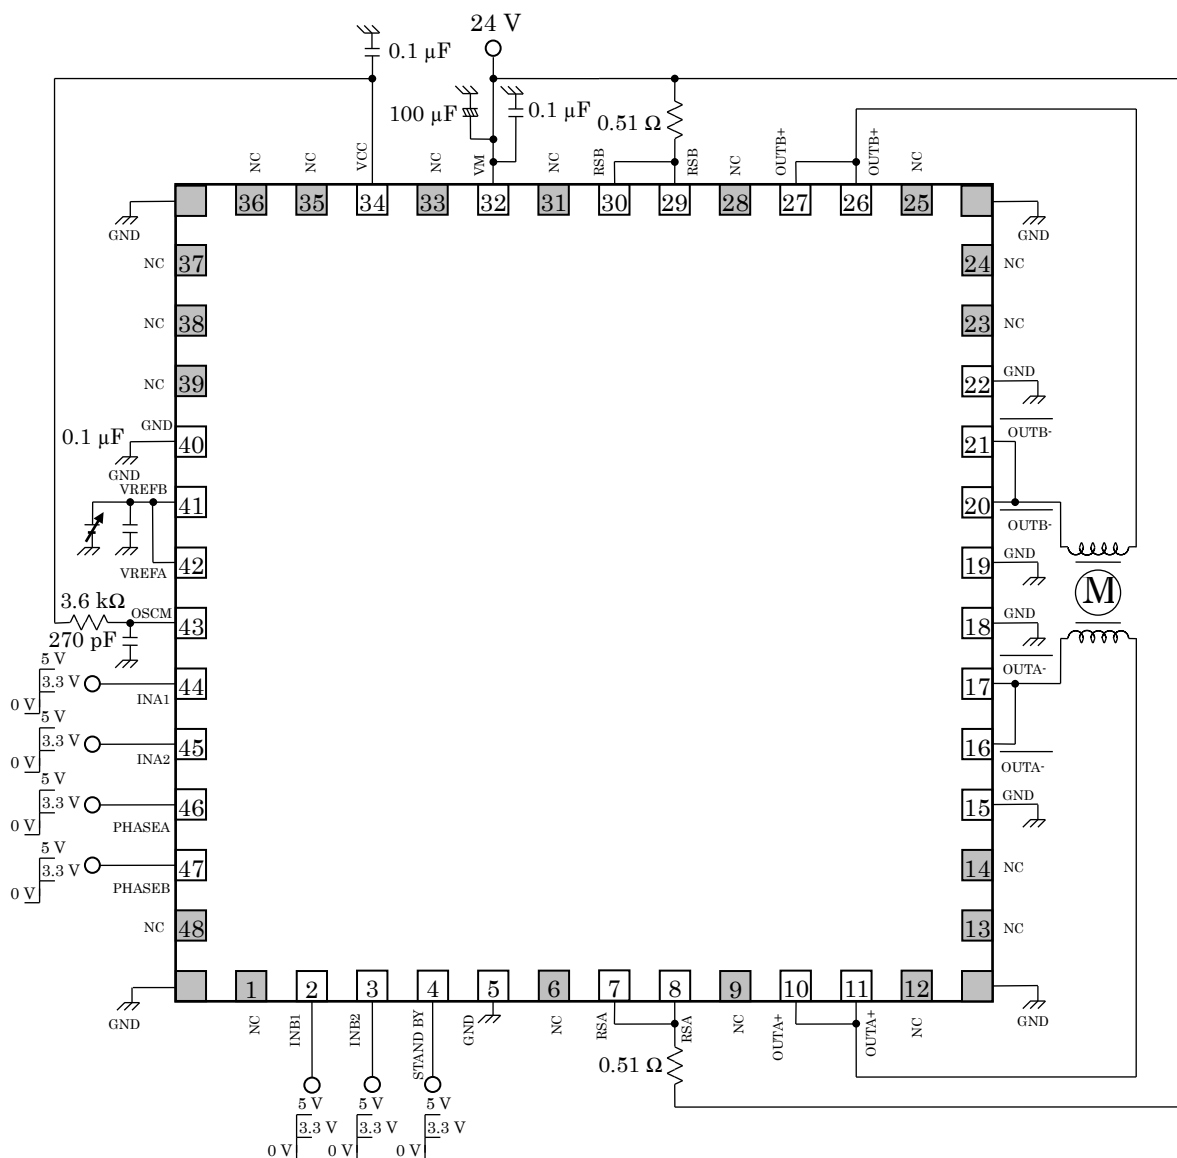 24 V
0.1 µF
100 µF
0.1 µF
0.51 Ω
NC
NC
VCC
NC
VM
NC
RSB
RSB
NC
OUTB+
OUTB+
NC
36
35
34
33
32
31
30
29
28
27
26
25
GND
GND
NC
37
24
NC
NC
38
23
NC
NC
39
22
GND
GND
0.1 µF
40
GND
21
OUTB-
VREFB
41
20
OUTB-
VREFA
42
19
GND
M
3.6 kΩ
OSCM
270 pF
43
18
GND
5 V
3.3 V
0 V
INA1
44
17
OUTA-
5 V
3.3 V
0 V
INA2
45
16
OUTA-
5 V
3.3 V
0 V
PHASEA
46
15
GND
5 V
3.3 V
0 V
PHASEB
47
14
NC
NC
48
13
NC
1
2
3
4
5
6
7
8
9
10
11
12
GND
GND
NC
INB1
INB2
STAND BY
GND
NC
RSA
RSA
NC
OUTA+
OUTA+
NC
0.51 Ω
5 V
3.3 V
0 V
5 V
3.3 V
0 V
5 V
3.3 V
0 V